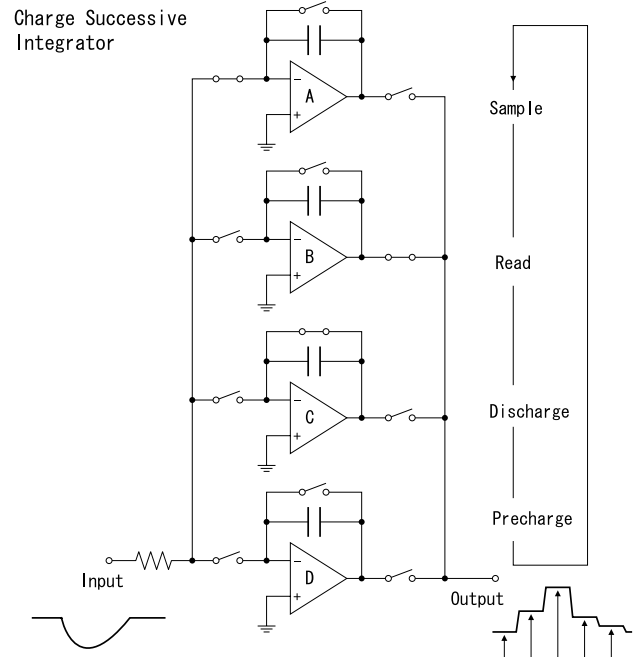 Charge Successive
Integrator
A
Sample
B
Read
C
Discharge
Precharge
D
Input
Output